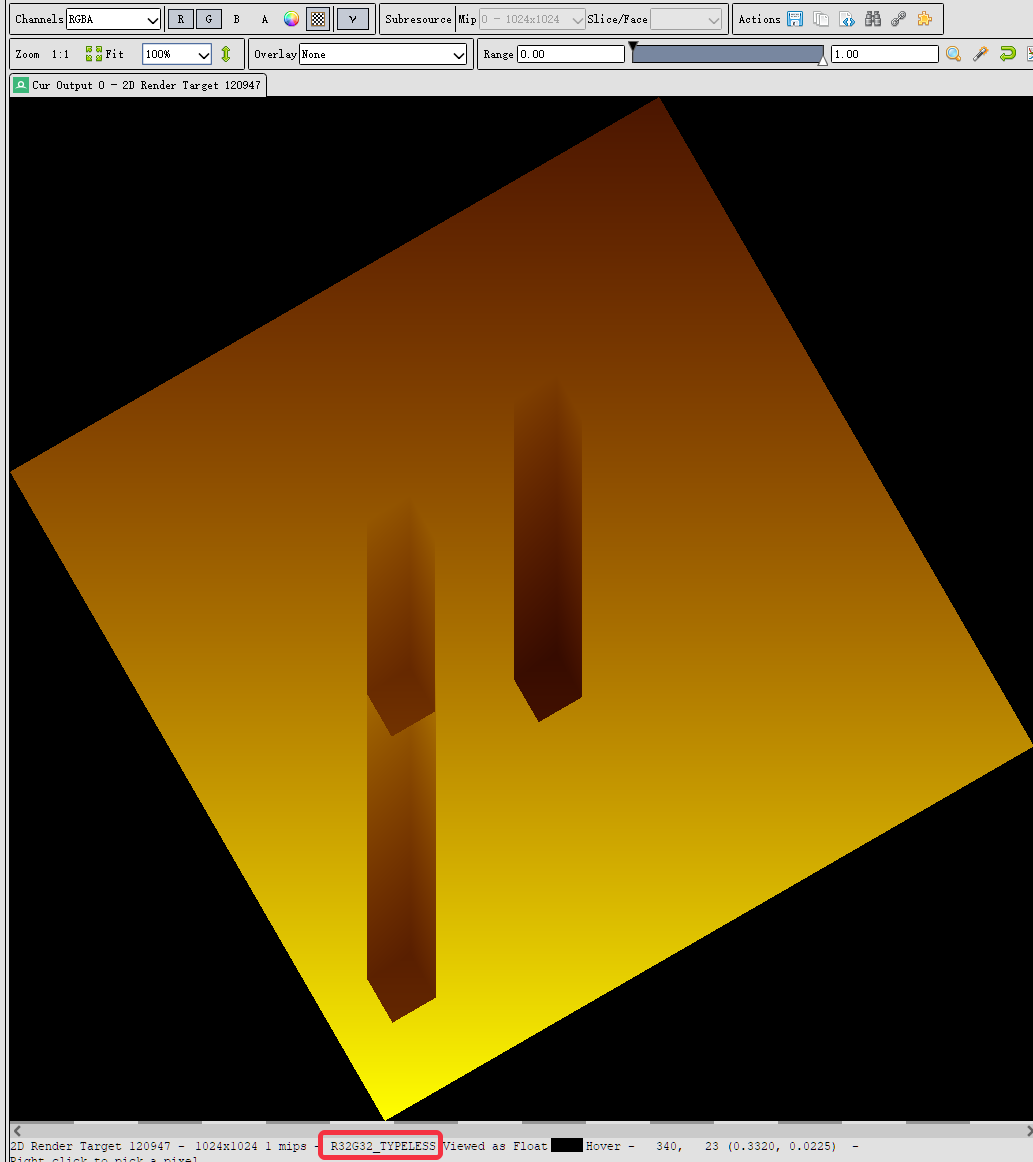 Channels RGBA R G B A γ Subresource Mip 0 - 1024x1024 Slice/Face Actions
Zoom 1:1 Fit 100% Overlay None Range 0.00 1.00
Cur Output 0 - 2D Render Target 120947
2D Render Target 120947 - 1024x1024 1 mips - R32G32_TYPELESS Viewed as Float Hover - 340, 23 (0.3320, 0.0225) -
Right click to pick a pixel